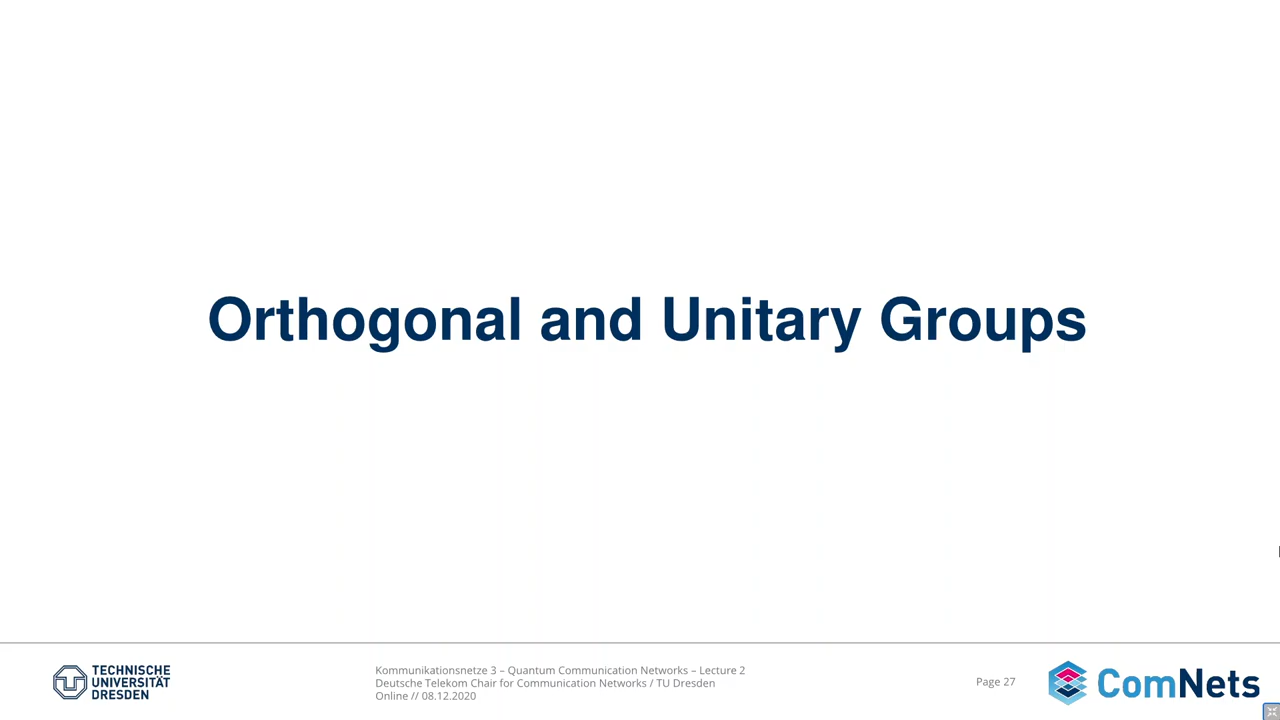 Orthogonal and Unitary Groups
TECHNISCHE
UNIVERSITÄT
DRESDEN
Kommunikationsnetze 3 – Quantum Communication Networks – Lecture 2
Deutsche Telekom Chair for Communication Networks / TU Dresden
Online // 08.12.2020
Page 27
ComNets